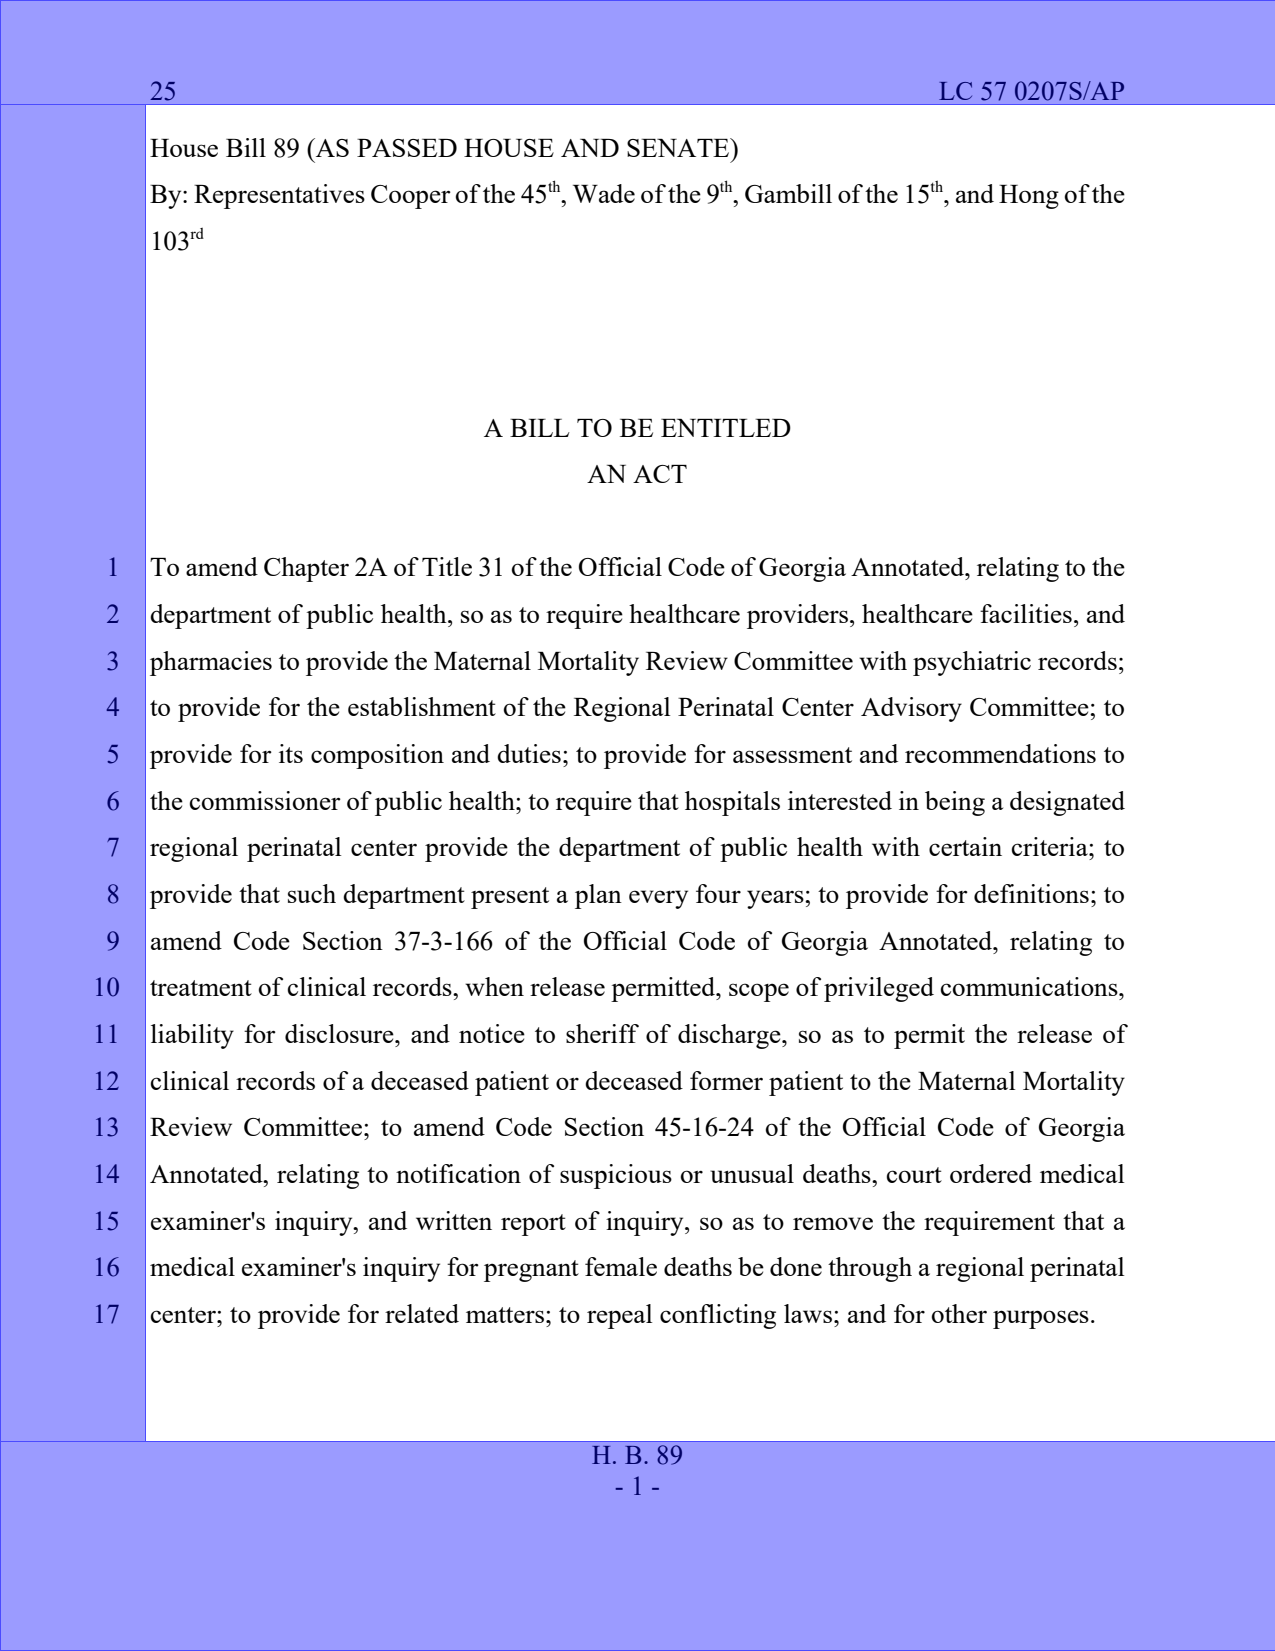 25 LC 57 0207S/AP
House Bill 89 (AS PASSED HOUSE AND SENATE)
By: Representatives Cooper of the 45th, Wade of the 9th, Gambill of the 15th, and Hong of the
103rd
A BILL TO BE ENTITLED
AN ACT
1 To amend Chapter 2A of Title 31 of the Official Code of Georgia Annotated, relating to the
2 department of public health, so as to require healthcare providers, healthcare facilities, and
3 pharmacies to provide the Maternal Mortality Review Committee with psychiatric records;
4 to provide for the establishment of the Regional Perinatal Center Advisory Committee; to
5 provide for its composition and duties; to provide for assessment and recommendations to
6 the commissioner of public health; to require that hospitals interested in being a designated
7 regional perinatal center provide the department of public health with certain criteria; to
8 provide that such department present a plan every four years; to provide for definitions; to
9 amend Code Section 37-3-166 of the Official Code of Georgia Annotated, relating to
10 treatment of clinical records, when release permitted, scope of privileged communications,
11 liability for disclosure, and notice to sheriff of discharge, so as to permit the release of
12 clinical records of a deceased patient or deceased former patient to the Maternal Mortality
13 Review Committee; to amend Code Section 45-16-24 of the Official Code of Georgia
14 Annotated, relating to notification of suspicious or unusual deaths, court ordered medical
15 examiner's inquiry, and written report of inquiry, so as to remove the requirement that a
16 medical examiner's inquiry for pregnant female deaths be done through a regional perinatal
17 center; to provide for related matters; to repeal conflicting laws; and for other purposes.
H. B. 89
- 1 -